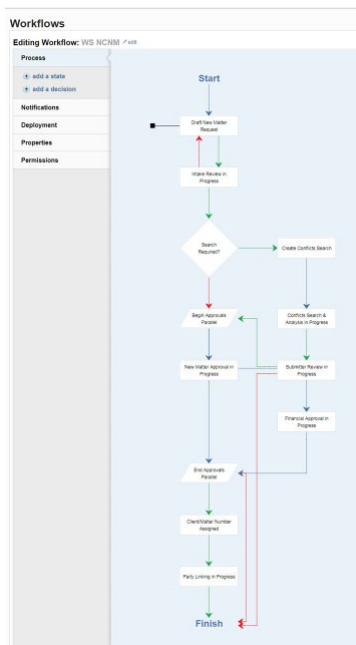 Workflows
Editing Workflow: WS NCNM edit
Process
add a state
add a decision
Notifications
Deployment
Properties
Permissions
Start
Draft New Matter
Request
Intake Review in
Progress
Search
Required?
Create Conflicts Search
Begin Approvals
Parallel
Conflicts Search &
Analysis in Progress
New Matter Approval in
Progress
Submitter Review in
Progress
Financial Approval in
Progress
End Approvals
Parallel
Client/Matter Number
Assigned
Party Linking in Progress
Finish